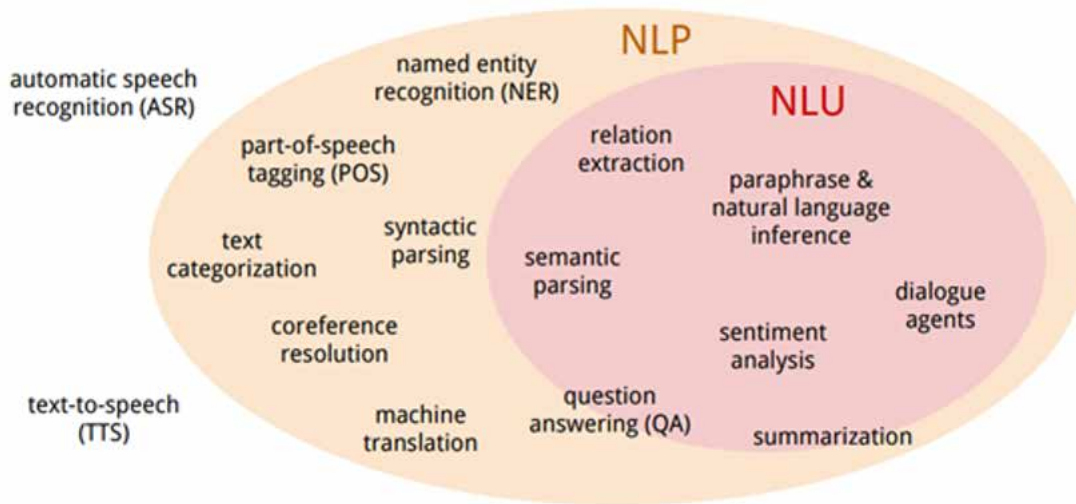 NLP
named entity
recognition (NER)
automatic speech
recognition (ASR)
NLU
relation
extraction
part-of-speech
tagging (POS)
paraphrase &
natural language
inference
syntactic
parsing
text
categorization
semantic
parsing
dialogue
agents
coreference
resolution
sentiment
analysis
text-to-speech
(TTS)
machine
translation
question
answering (QA)
summarization